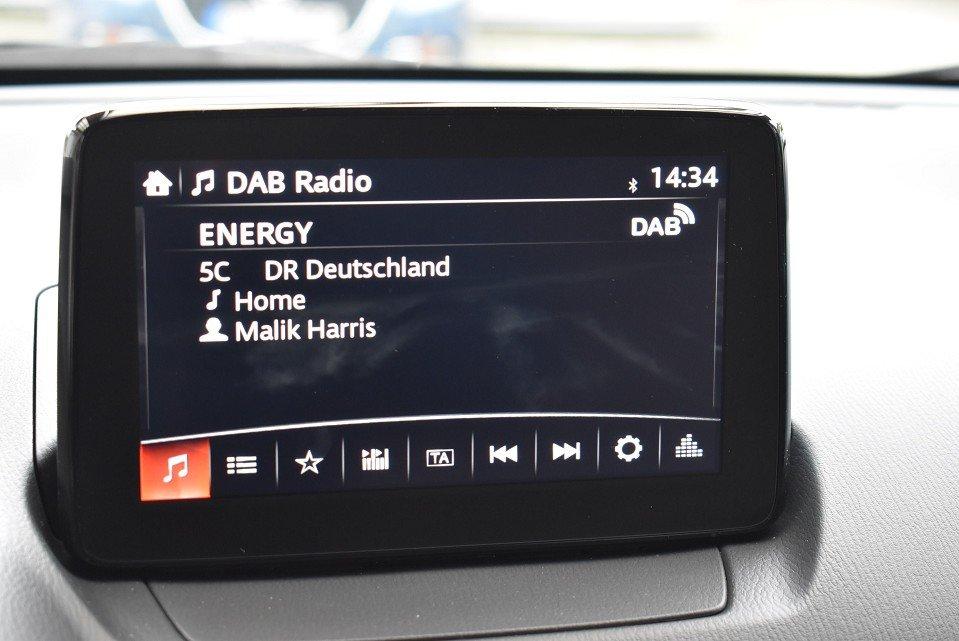 DAB Radio 14:34
ENERGY DAB
5C DR Deutschland
Home
Malik Harris
TA